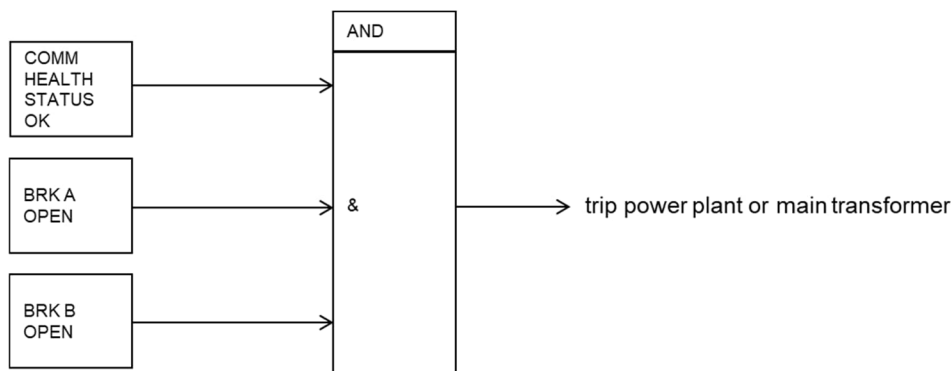 AND
COMM
HEALTH
STATUS
OK
BRK A
OPEN
&
trip power plant or main transformer
BRK B
OPEN